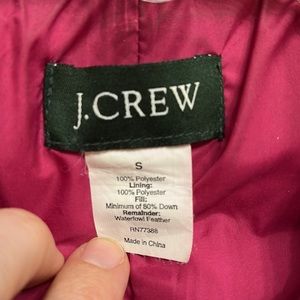 J.CREW
S
100% Polyester
Lining:
100% Polyester
Fill:
Minimum of 80% Down
Remainder:
Waterfowl Feather
RN77388
Made in China